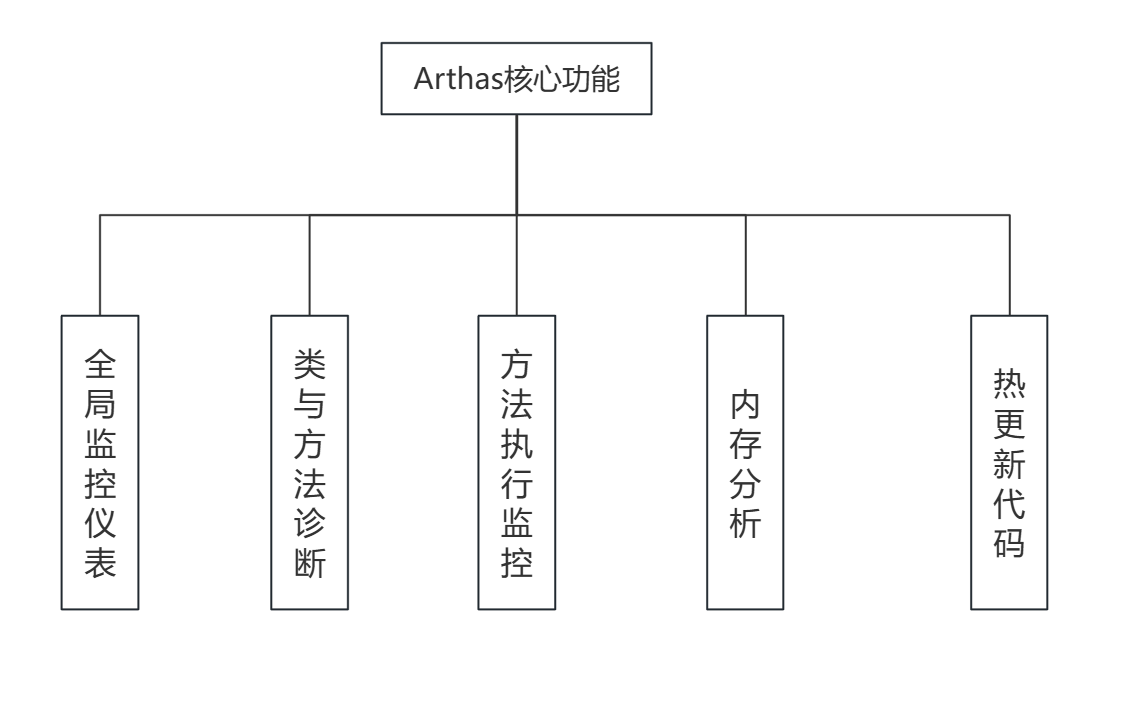 Arthas核心功能
全局监控仪表
类与方法诊断
方法执行监控
内存分析
热更新代码